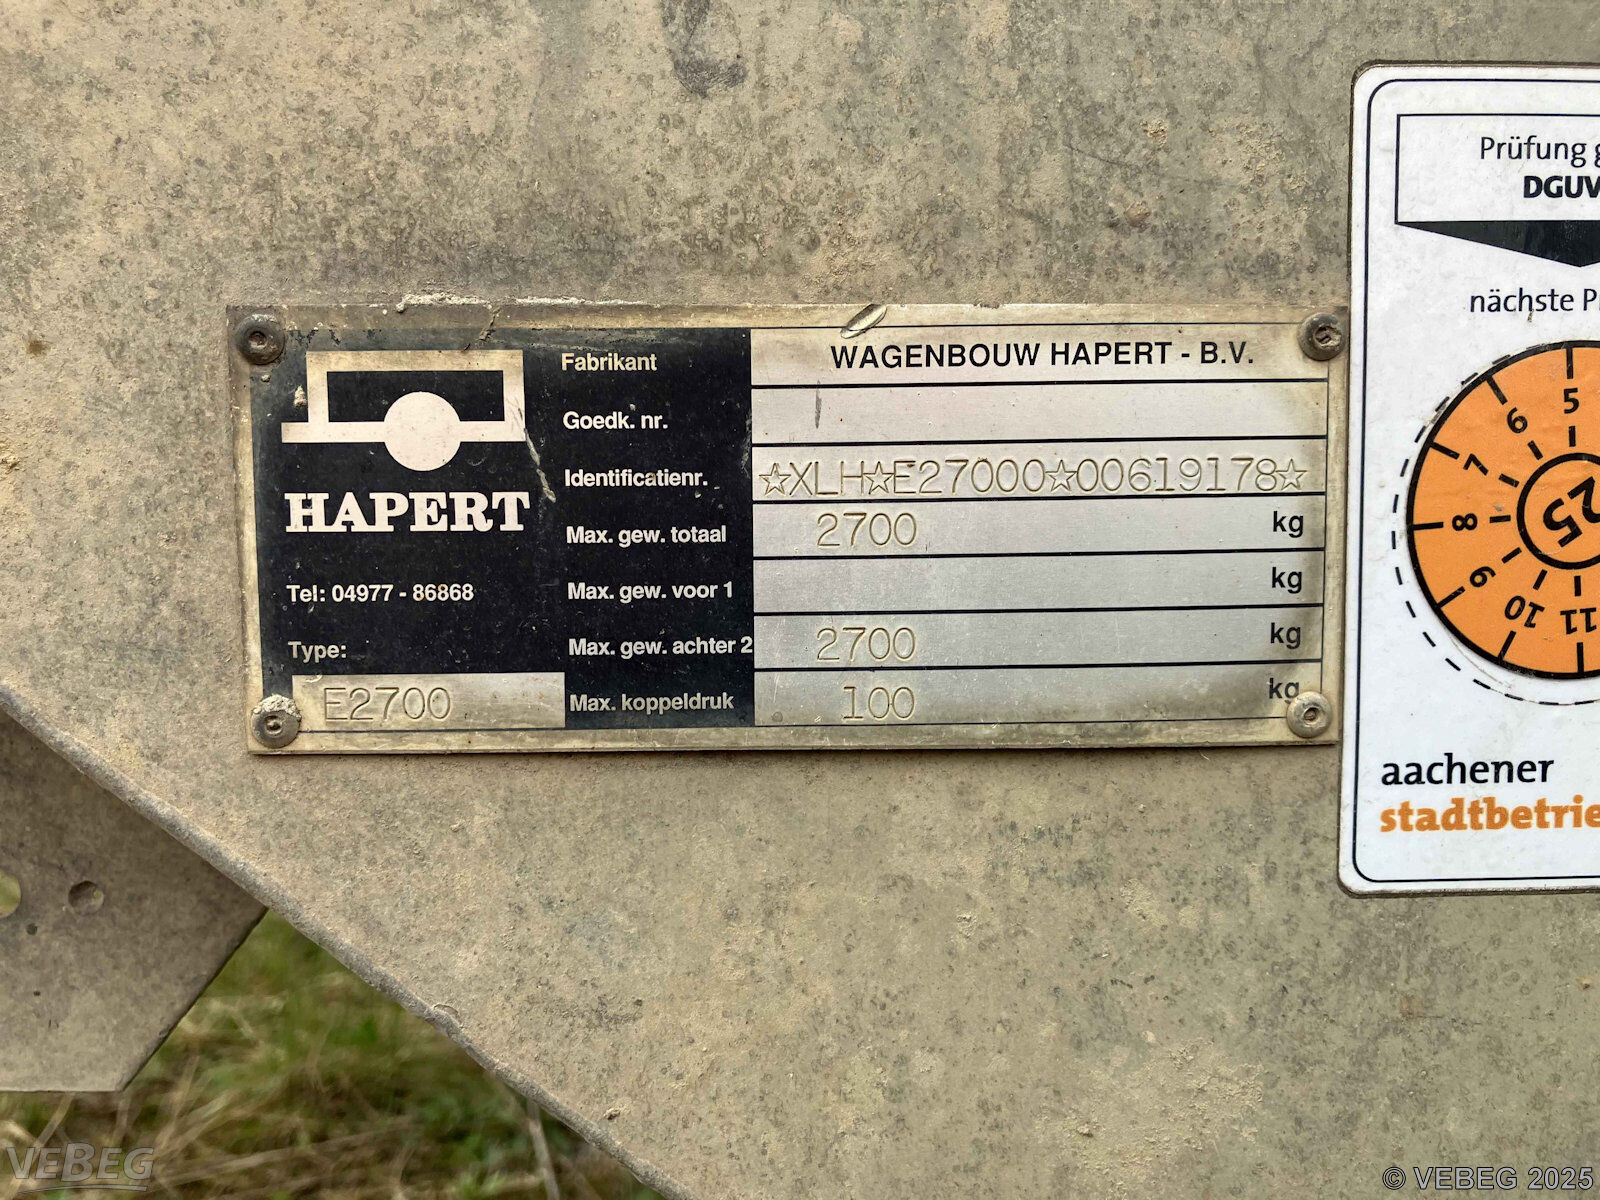 HAPERT
Tel: 04977 - 86868
Type:
E2700
Fabrikant WAGENBOUW HAPERT - B.V.
Goedk. nr.
Identificatienr. ☆XLH☆E27000☆00619178☆
Max. gew. totaal 2700 kg
Max. gew. voor 1 kg
Max. gew. achter 2 2700 kg
Max. koppeldruk 100 kg
Prüfung
DGUV
nächste
5
6
7
8
9
10
11
25
aachener
VEBEG
© VEBEG 2025